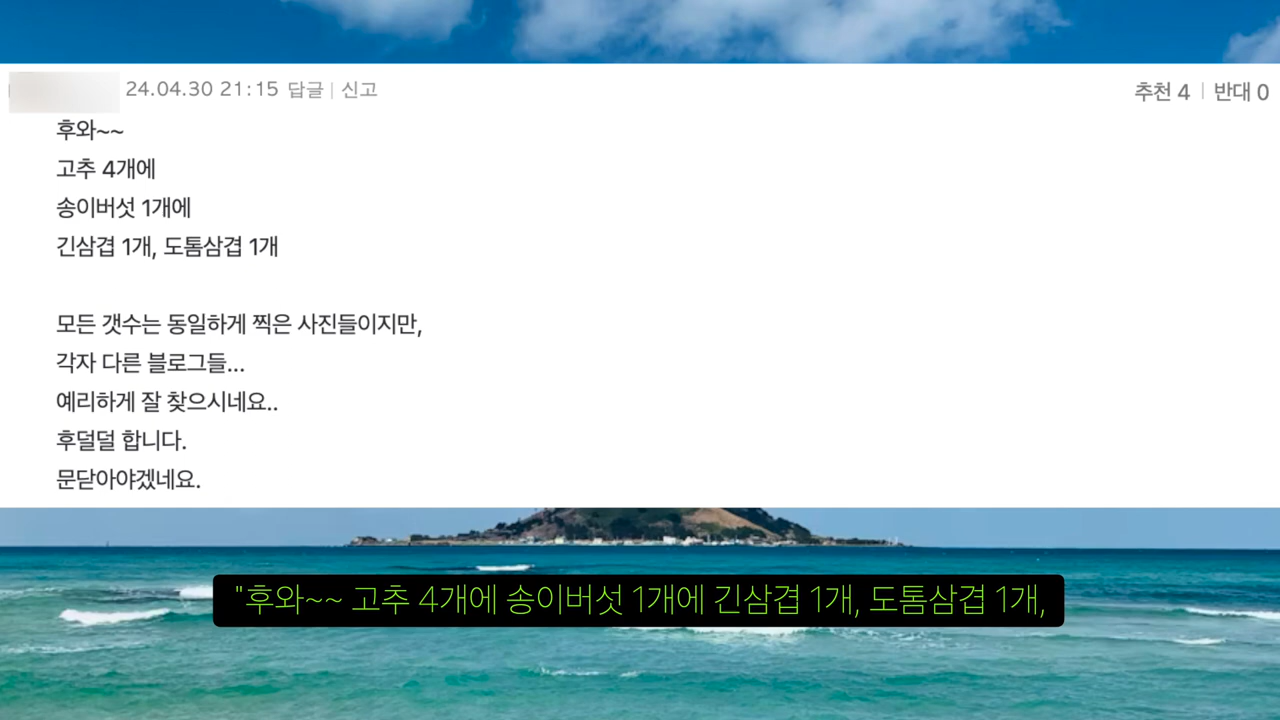 24.04.30 21:15 답글 | 신고
추천 4 | 반대 0
후와~~
고추 4개에
송이버섯 1개에
긴삼겹 1개, 도톰삼겹 1개
모든 갯수는 동일하게 찍은 사진들이지만,
각자 다른 블로그들...
예리하게 잘 찾으시네요..
후덜덜 합니다.
문닫아야겠네요.
"후와~~ 고추 4개에 송이버섯 1개에 긴삼겹 1개, 도톰삼겹 1개,